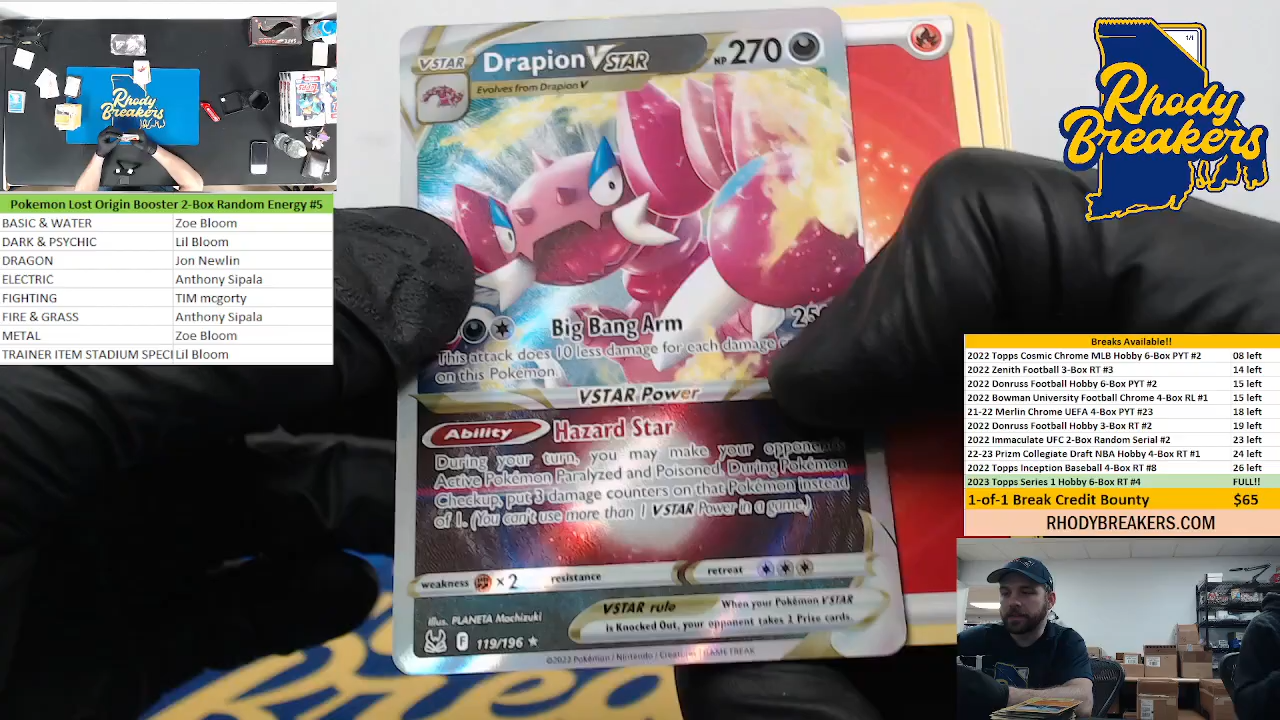 Rhody
Breakers
Pokemon Lost Origin Booster 2-Box Random Energy #5
BASIC & WATER Zoe Bloom
DARK & PSYCHIC Lil Bloom
DRAGON Jon Newlin
ELECTRIC Anthony Sipala
FIGHTING TIM mcgorty
FIRE & GRASS Anthony Sipala
METAL Zoe Bloom
TRAINER ITEM STADIUM SPECI Lil Bloom
VSTAR Drapion VSTAR HP 270
Evolves from Drapion V
Big Bang Arm 250
This attack does 10 less damage for each damage
on this Pokémon.
VSTAR Power
Ability Hazard Star
During your turn, you may make your opponent's
Active Pokémon Paralyzed and Poisoned. During Pokémon
Checkup, put 3 damage counters on that Pokémon instead
of 1. (You can't use more than 1 VSTAR Power in a game.)
weakness ×2 resistance retreat
Illus. PLANETA Mochizuki
VSTAR rule When your Pokémon VSTAR
is Knocked Out, your opponent takes 2 Prize cards.
F 119/196 ★
©2022 Pokémon / Nintendo / Creatures / GAME FREAK
Breakers
1/1
Rhody
Breakers
Breaks Available!!
2022 Topps Cosmic Chrome MLB Hobby 6-Box PYT #2 08 left
2022 Zenith Football 3-Box RT #3 14 left
2022 Donruss Football Hobby 6-Box PYT #2 15 left
2022 Bowman University Football Chrome 4-Box RL #1 15 left
21-22 Merlin Chrome UEFA 4-Box PYT #23 18 left
2022 Donruss Football Hobby 3-Box RT #2 19 left
2022 Immaculate UFC 2-Box Random Serial #2 23 left
22-23 Prizm Collegiate Draft NBA Hobby 4-Box RT #1 24 left
2022 Topps Inception Baseball 4-Box RT #8 26 left
2023 Topps Series 1 Hobby 6-Box RT #4 FULL!!
1-of-1 Break Credit Bounty $65
RHODYBREAKERS.COM